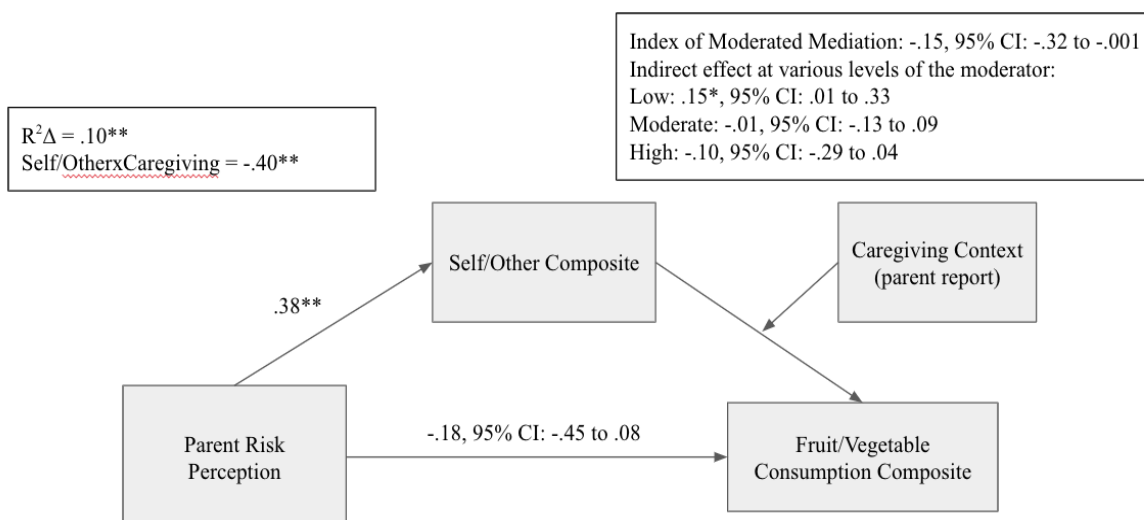 Index of Moderated Mediation: -.15, 95% CI: -.32 to -.001
Indirect effect at various levels of the moderator:
Low: .15*, 95% CI: .01 to .33
Moderate: -.01, 95% CI: -.13 to .09
High: -.10, 95% CI: -.29 to .04
R²Δ = .10**
Self/OtherxCaregiving = -.40**
Self/Other Composite
Caregiving Context
(parent report)
.38**
Parent Risk
Perception
-.18, 95% CI: -.45 to .08
Fruit/Vegetable
Consumption Composite